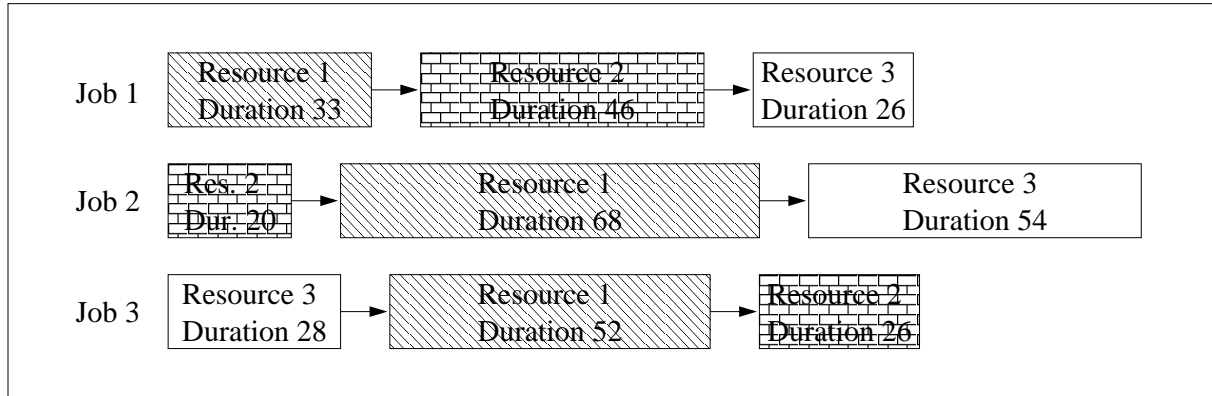 Job 1
Resource 1
Duration 33
Resource 2
Duration 46
Resource 3
Duration 26
Job 2
Res. 2
Dur. 20
Resource 1
Duration 68
Resource 3
Duration 54
Job 3
Resource 3
Duration 28
Resource 1
Duration 52
Resource 2
Duration 26